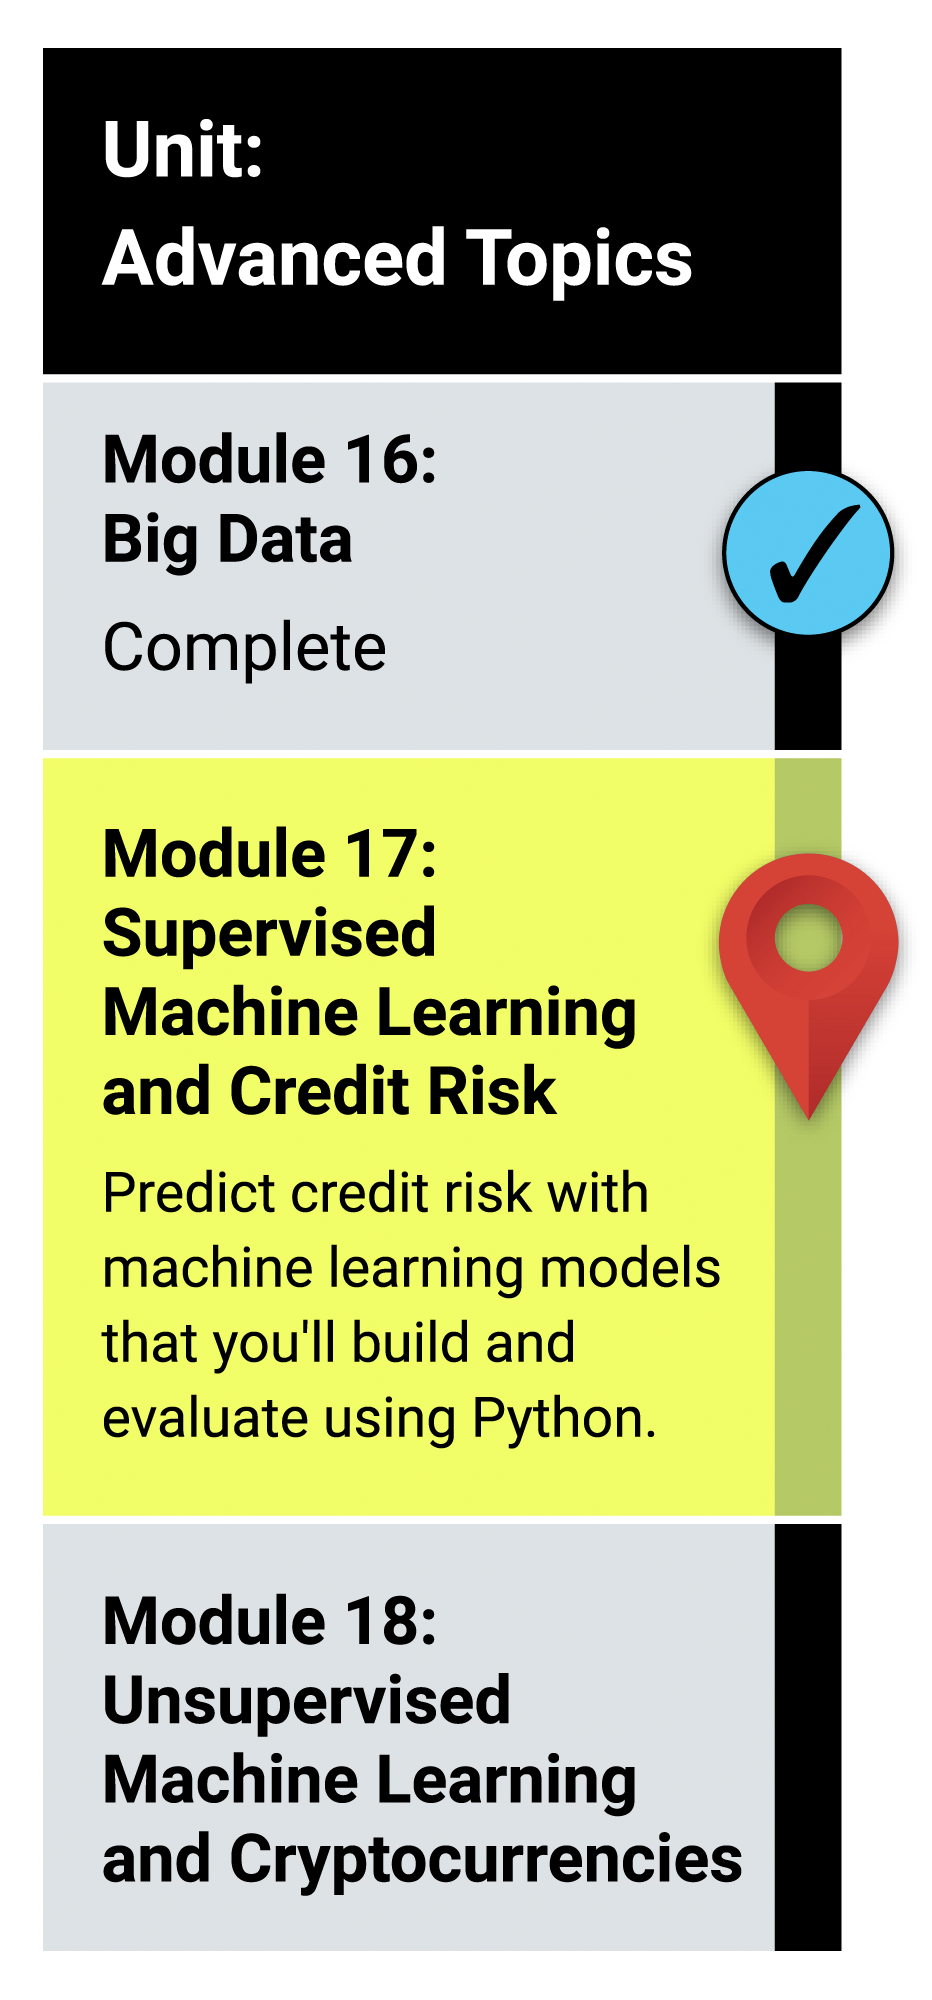 Unit:
Advanced Topics
Module 16:
Big Data
Complete
Module 17:
Supervised
Machine Learning
and Credit Risk
Predict credit risk with
machine learning models
that you'll build and
evaluate using Python.
Module 18:
Unsupervised
Machine Learning
and Cryptocurrencies